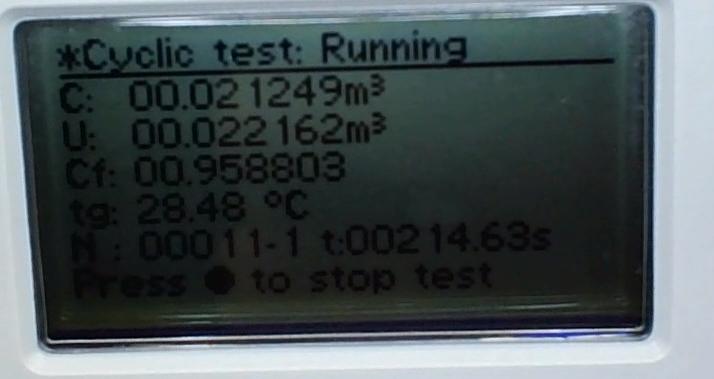 *Cyclic test: Running
C: 00.021249m³
U: 00.022162m³
Cf: 00.958803
tg: 28.48 °C
N : 00011-1 t:00214.63s
Press ● to stop test